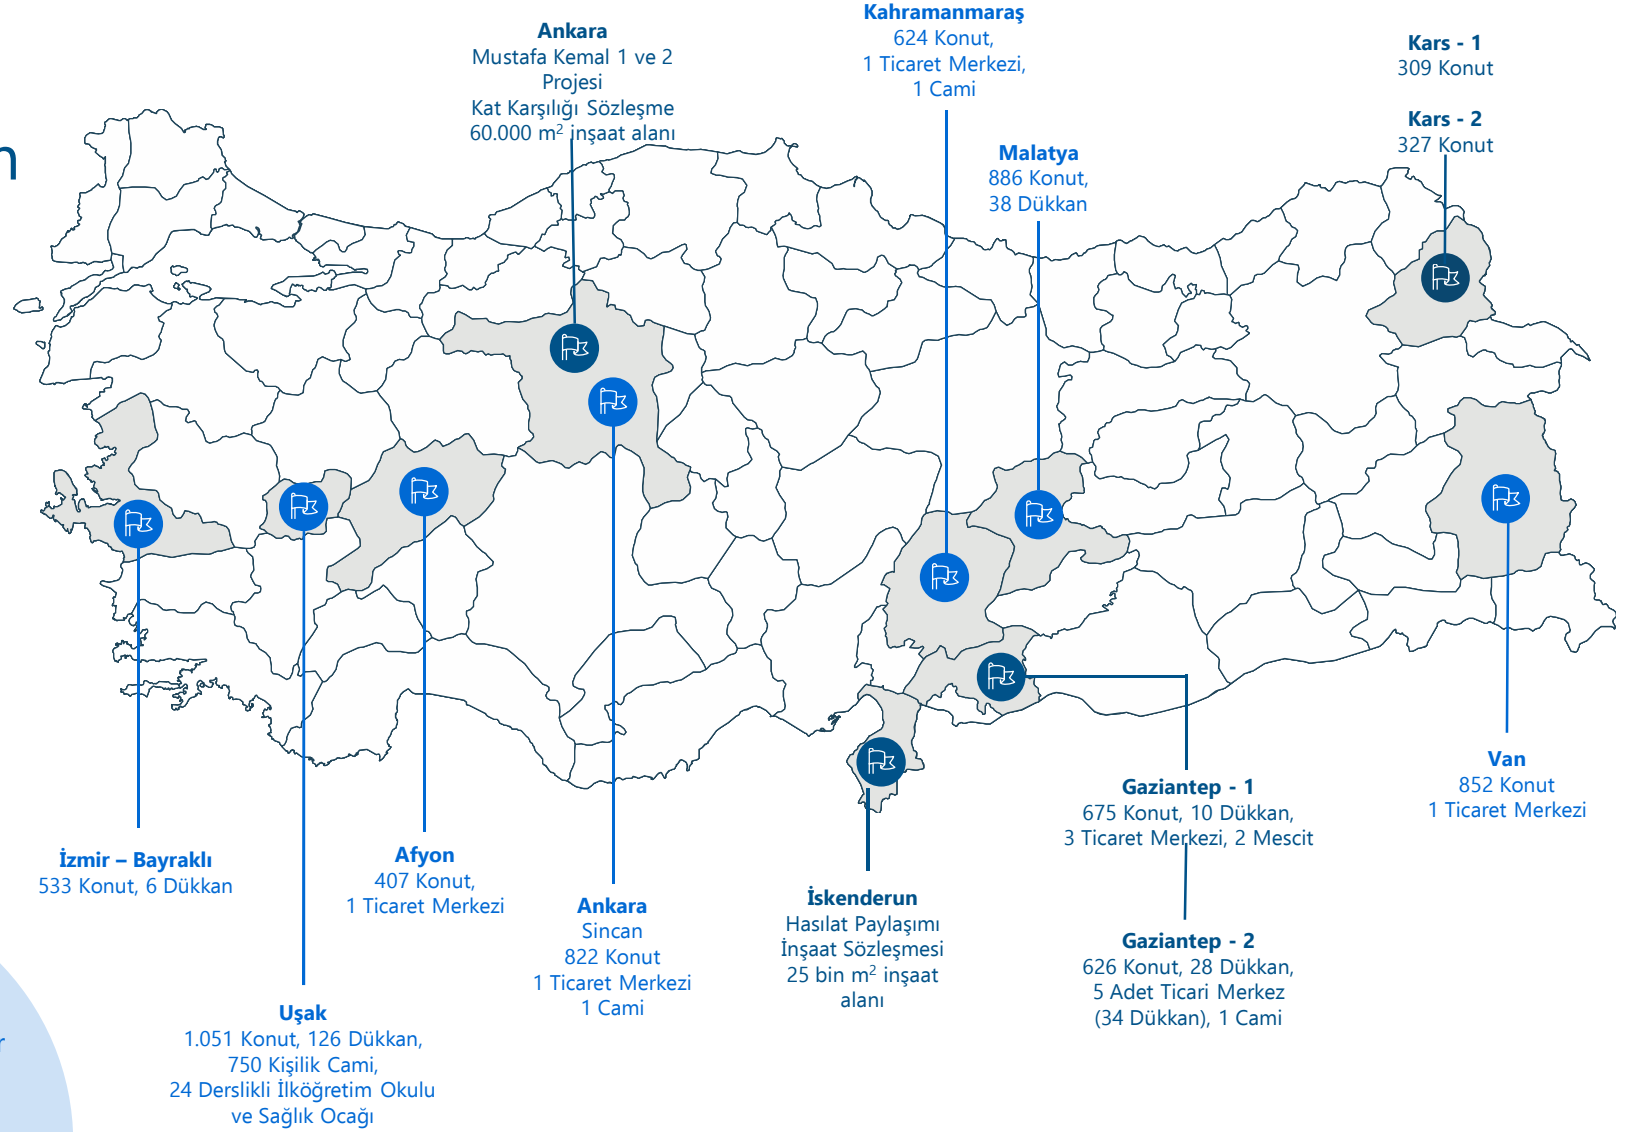 Ankara
Mustafa Kemal 1 ve 2
Projesi
Kat Karşılığı Sözleşme
60.000 m² inşaat alanı
Kahramanmaraş
624 Konut,
1 Ticaret Merkezi,
1 Cami
Malatya
886 Konut,
38 Dükkan
Kars - 1
309 Konut
Kars - 2
327 Konut
n
Van
852 Konut
1 Ticaret Merkezi
Gaziantep - 1
675 Konut, 10 Dükkan,
3 Ticaret Merkezi, 2 Mescit
Gaziantep - 2
626 Konut, 28 Dükkan,
5 Adet Ticari Merkez
(34 Dükkan), 1 Cami
İskenderun
Hasılat Paylaşımı
İnşaat Sözleşmesi
25 bin m² inşaat
alanı
Ankara
Sincan
822 Konut
1 Ticaret Merkezi
1 Cami
Afyon
407 Konut,
1 Ticaret Merkezi
İzmir – Bayraklı
533 Konut, 6 Dükkan
Uşak
1.051 Konut, 126 Dükkan,
750 Kişilik Cami,
24 Derslikli İlköğretim Okulu
ve Sağlık Ocağı
r